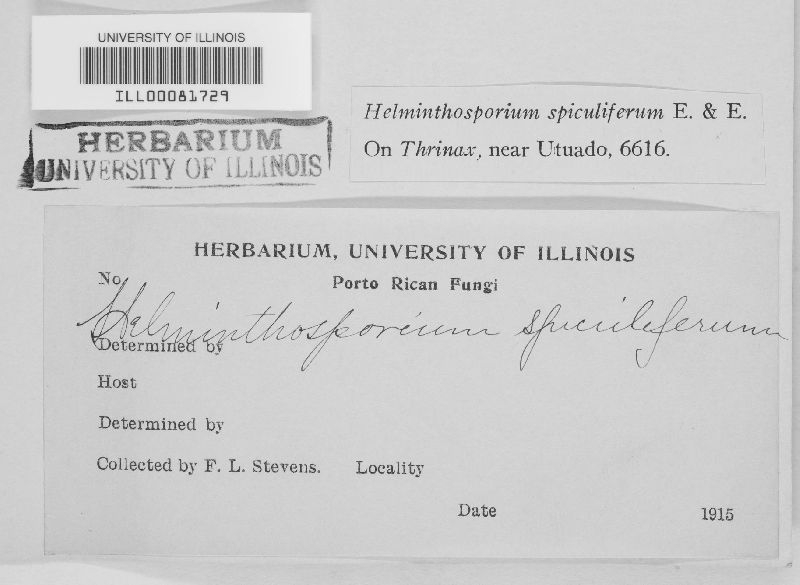 UNIVERSITY OF ILLINOIS
ILL00081729
HERBARIUM
UNIVERSITY OF ILLINOIS
Helminthosporium spiculiferum E. & E.
On Thrinax, near Utuado, 6616.
HERBARIUM, UNIVERSITY OF ILLINOIS
Porto Rican Fungi
No.
Helminthosporium spiculiferum
Determined by
Host
Determined by
Collected by F. L. Stevens. Locality
Date 1915